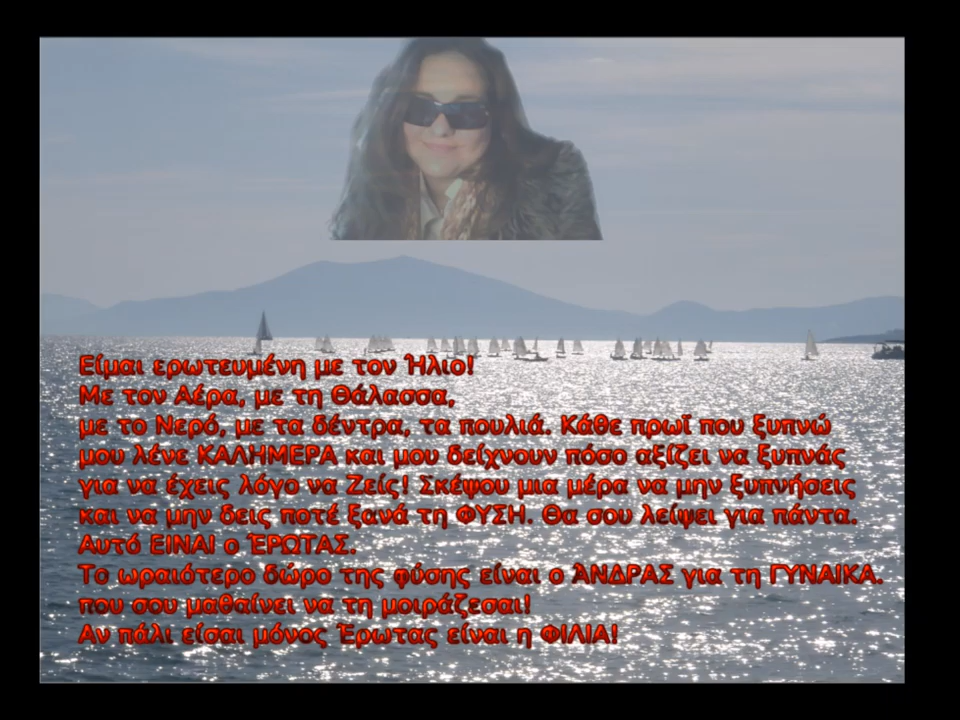 Είμαι ερωτευμένη με τον Ήλιο!
Με τον Αέρα, με τη Θάλασσα,
με το Νερό, με τα δέντρα, τα πουλιά. Κάθε πρωϊ που ξυπνώ
μου λένε ΚΑΛΗΜΕΡΑ και μου δείχνουν πόσο αξίζει να ξυπνάς
για να έχεις λόγο να Ζείς! Σκέψου μια μέρα να μην ξυπνήσεις
και να μην δεις ποτέ ξανά τη ΦΥΣΗ. Θα σου λείψει για πάντα.
Αυτό ΕΙΝΑΙ ο ΈΡΩΤΑΣ.
Το ωραιότερο δώρο της φύσης είναι ο ΆΝΔΡΑΣ για τη ΓΥΝΑΙΚΑ.
που σου μαθαίνει να τη μοιράζεσαι!
Αν πάλι είσαι μόνος Έρωτας είναι η ΦΙΛΙΑ!